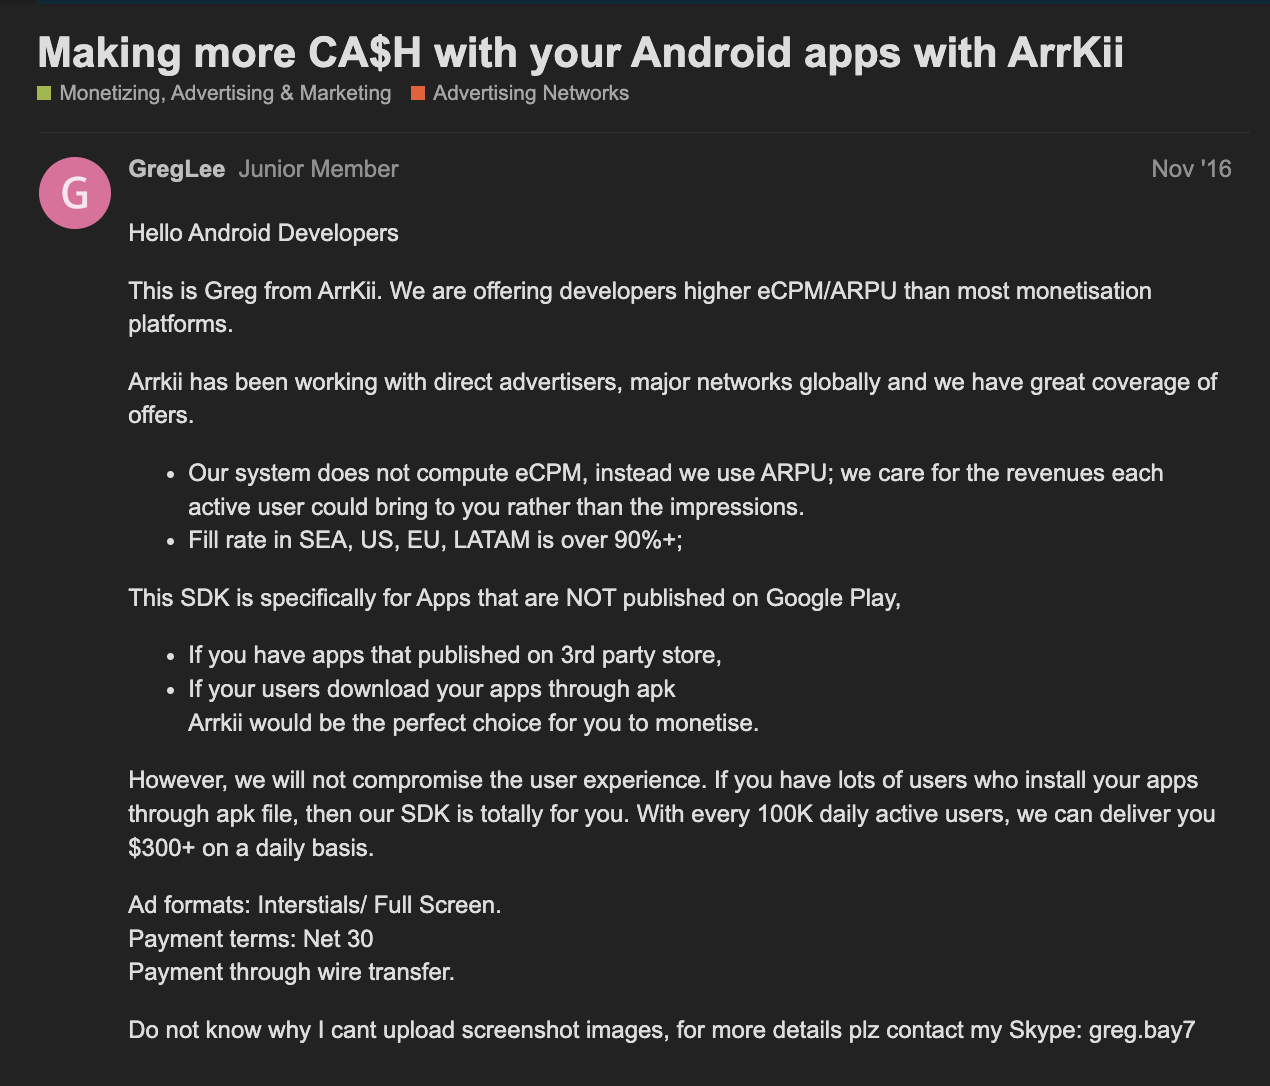 Making more CA$H with your Android apps with ArrKii
Monetizing, Advertising & Marketing Advertising Networks
G
GregLee Junior Member Nov '16
Hello Android Developers
This is Greg from ArrKii. We are offering developers higher eCPM/ARPU than most monetisation
platforms.
Arrkii has been working with direct advertisers, major networks globally and we have great coverage of
offers.
• Our system does not compute eCPM, instead we use ARPU; we care for the revenues each
active user could bring to you rather than the impressions.
• Fill rate in SEA, US, EU, LATAM is over 90%+;
This SDK is specifically for Apps that are NOT published on Google Play,
• If you have apps that published on 3rd party store,
• If your users download your apps through apk
Arrkii would be the perfect choice for you to monetise.
However, we will not compromise the user experience. If you have lots of users who install your apps
through apk file, then our SDK is totally for you. With every 100K daily active users, we can deliver you
$300+ on a daily basis.
Ad formats: Interstials/ Full Screen.
Payment terms: Net 30
Payment through wire transfer.
Do not know why I cant upload screenshot images, for more details plz contact my Skype: greg.bay7